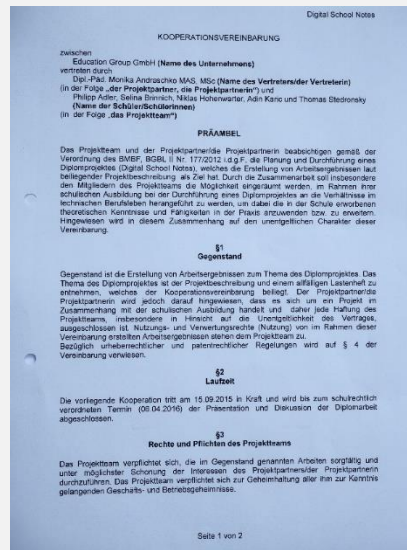 Digital School Notes
KOOPERATIONSVEREINBARUNG
zwischen
Education Group GmbH (Name des Unternehmens)
vertreten durch
Dipl.-Päd. Monika Andraschko MAS, MSc (Name des Vertreters/der Vertreterin)
(in der Folge „der Projektpartner, die Projektpartnerin“) und
Philipp Adler, Selina Brinnich, Niklas Hohenwarter, Adin Karic und Thomas Stedronsky
(Name der Schüler/Schülerinnen)
(in der Folge „das Projektteam“)
PRÄAMBEL
Das Projektteam und der Projektpartner/die Projektpartnerin beabsichtigen gemäß der
Verordnung des BMBF, BGBL II Nr. 177/2012 i.d.g.F. die Planung und Durchführung eines
Diplomprojektes (Digital School Notes), welches die Erstellung von Arbeitsergebnissen laut
beiliegender Projektbeschreibung als Ziel hat. Durch die Zusammenarbeit soll insbesondere
den Mitgliedern des Projektteams die Möglichkeit eingeräumt werden, im Rahmen ihrer
schulischen Ausbildung bei der Durchführung eines Diplomprojektes an die Verhältnisse im
technischen Berufsleben herangeführt zu werden, um dabei die in der Schule erworbenen
theoretischen Kenntnisse und Fähigkeiten in der Praxis anzuwenden bzw. zu erweitern.
Hingewiesen wird in diesem Zusammenhang auf den unentgeltlichen Charakter dieser
Vereinbarung.
§1
Gegenstand
Gegenstand ist die Erstellung von Arbeitsergebnissen zum Thema des Diplomprojektes. Das
Thema des Diplomprojektes ist der Projektbeschreibung und einem allfälligen Lastenheft zu
entnehmen, welches der Kooperationsvereinbarung beiliegt. Der Projektpartner/die
Projektpartnerin wird jedoch darauf hingewiesen, dass es sich um ein Projekt im
Zusammenhang mit der schulischen Ausbildung handelt und daher jede Haftung des
Projektteams, insbesondere in Hinsicht auf die Unentgeltlichkeit des Vertrages,
ausgeschlossen ist. Nutzungs- und Verwertungsrechte (Nutzung) von im Rahmen dieser
Vereinbarung erstellten Arbeitsergebnissen stehen dem Projektteam zu.
Bezüglich urheberrechtlicher und patentrechtlicher Regelungen wird auf § 4 der
Vereinbarung verwiesen.
§2
Laufzeit
Die vorliegende Kooperation tritt am 15.09.2015 in Kraft und wird bis zum schulrechtlich
verordneten Termin (06.04.2016) der Präsentation und Diskussion der Diplomarbeit
abgeschlossen.
§3
Rechte und Pflichten des Projektteams
Das Projektteam verpflichtet sich, die im Gegenstand genannten Arbeiten sorgfältig und
unter möglichster Schonung der Interessen des Projektpartners/der Projektpartnerin
durchzuführen. Das Projektteam verpflichtet sich zur Geheimhaltung aller ihm zur Kenntnis
gelangenden Geschäfts- und Betriebsgeheimnisse.
Seite 1 von 2